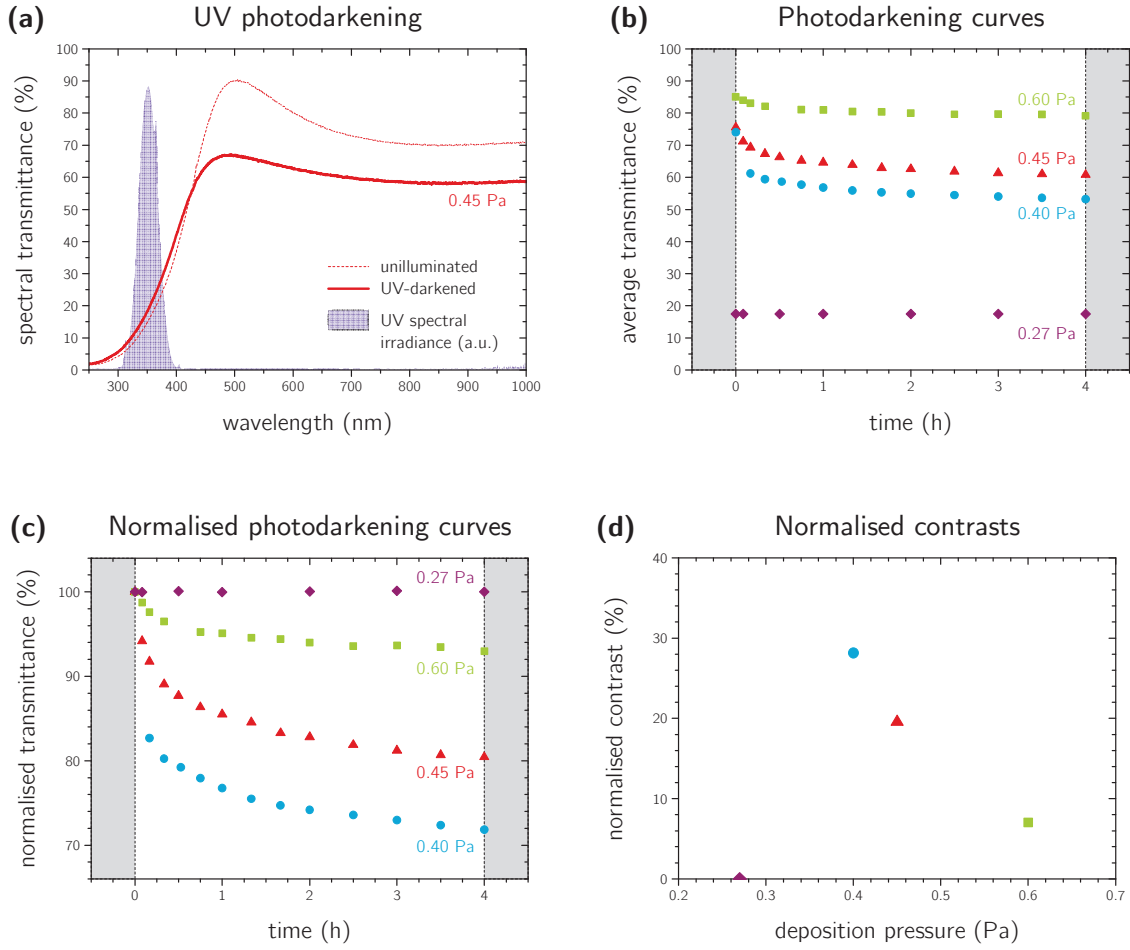 (a) UV photodarkening
100
90
80
70
60
50
40
30
20
10
0
spectral transmittance (%)
0.45 Pa
unilluminated
UV-darkened
UV spectral
irradiance (a.u.)
300 400 500 600 700 800 900 1000
wavelength (nm)
(b) Photodarkening curves
100
90
80
70
60
50
40
30
20
10
0
average transmittance (%)
0.60 Pa
0.45 Pa
0.40 Pa
0.27 Pa
0 1 2 3 4
time (h)
(c) Normalised photodarkening curves
100
90
80
70
normalised transmittance (%)
0.27 Pa
0.60 Pa
0.45 Pa
0.40 Pa
0 1 2 3 4
time (h)
(d) Normalised contrasts
40
30
20
10
0
normalised contrast (%)
0.2 0.3 0.4 0.5 0.6 0.7
deposition pressure (Pa)